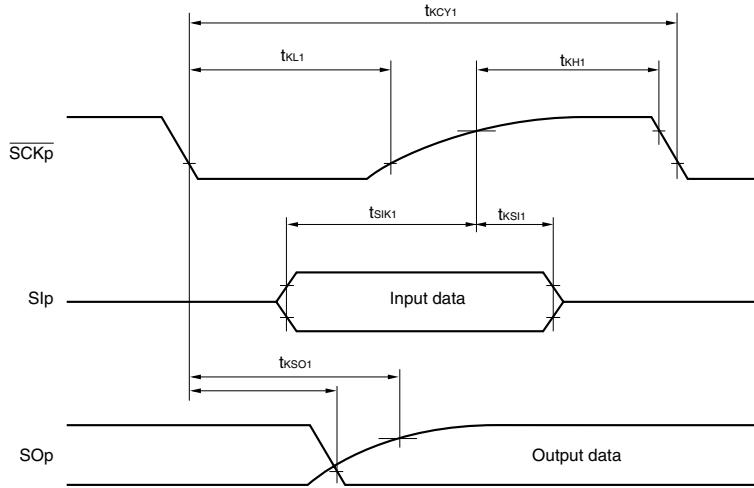 tKCY1
tKL1
tKH1
SCKp
tSIK1
tKSI1
SIp
Input data
tKSO1
SOp
Output data